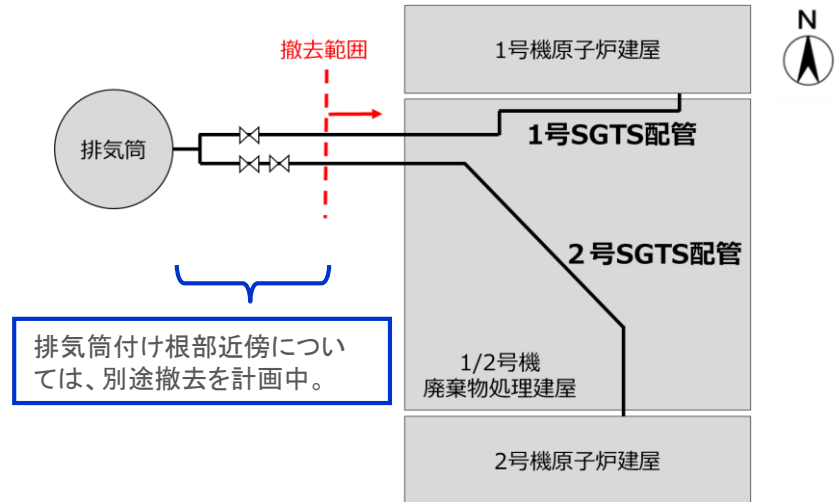 N
1号機原子炉建屋
撤去範囲
排気筒
1号SGTS配管
２号SGTS配管
排気筒付け根部近傍につい
ては、別途撤去を計画中。
1/2号機
廃棄物処理建屋
2号機原子炉建屋